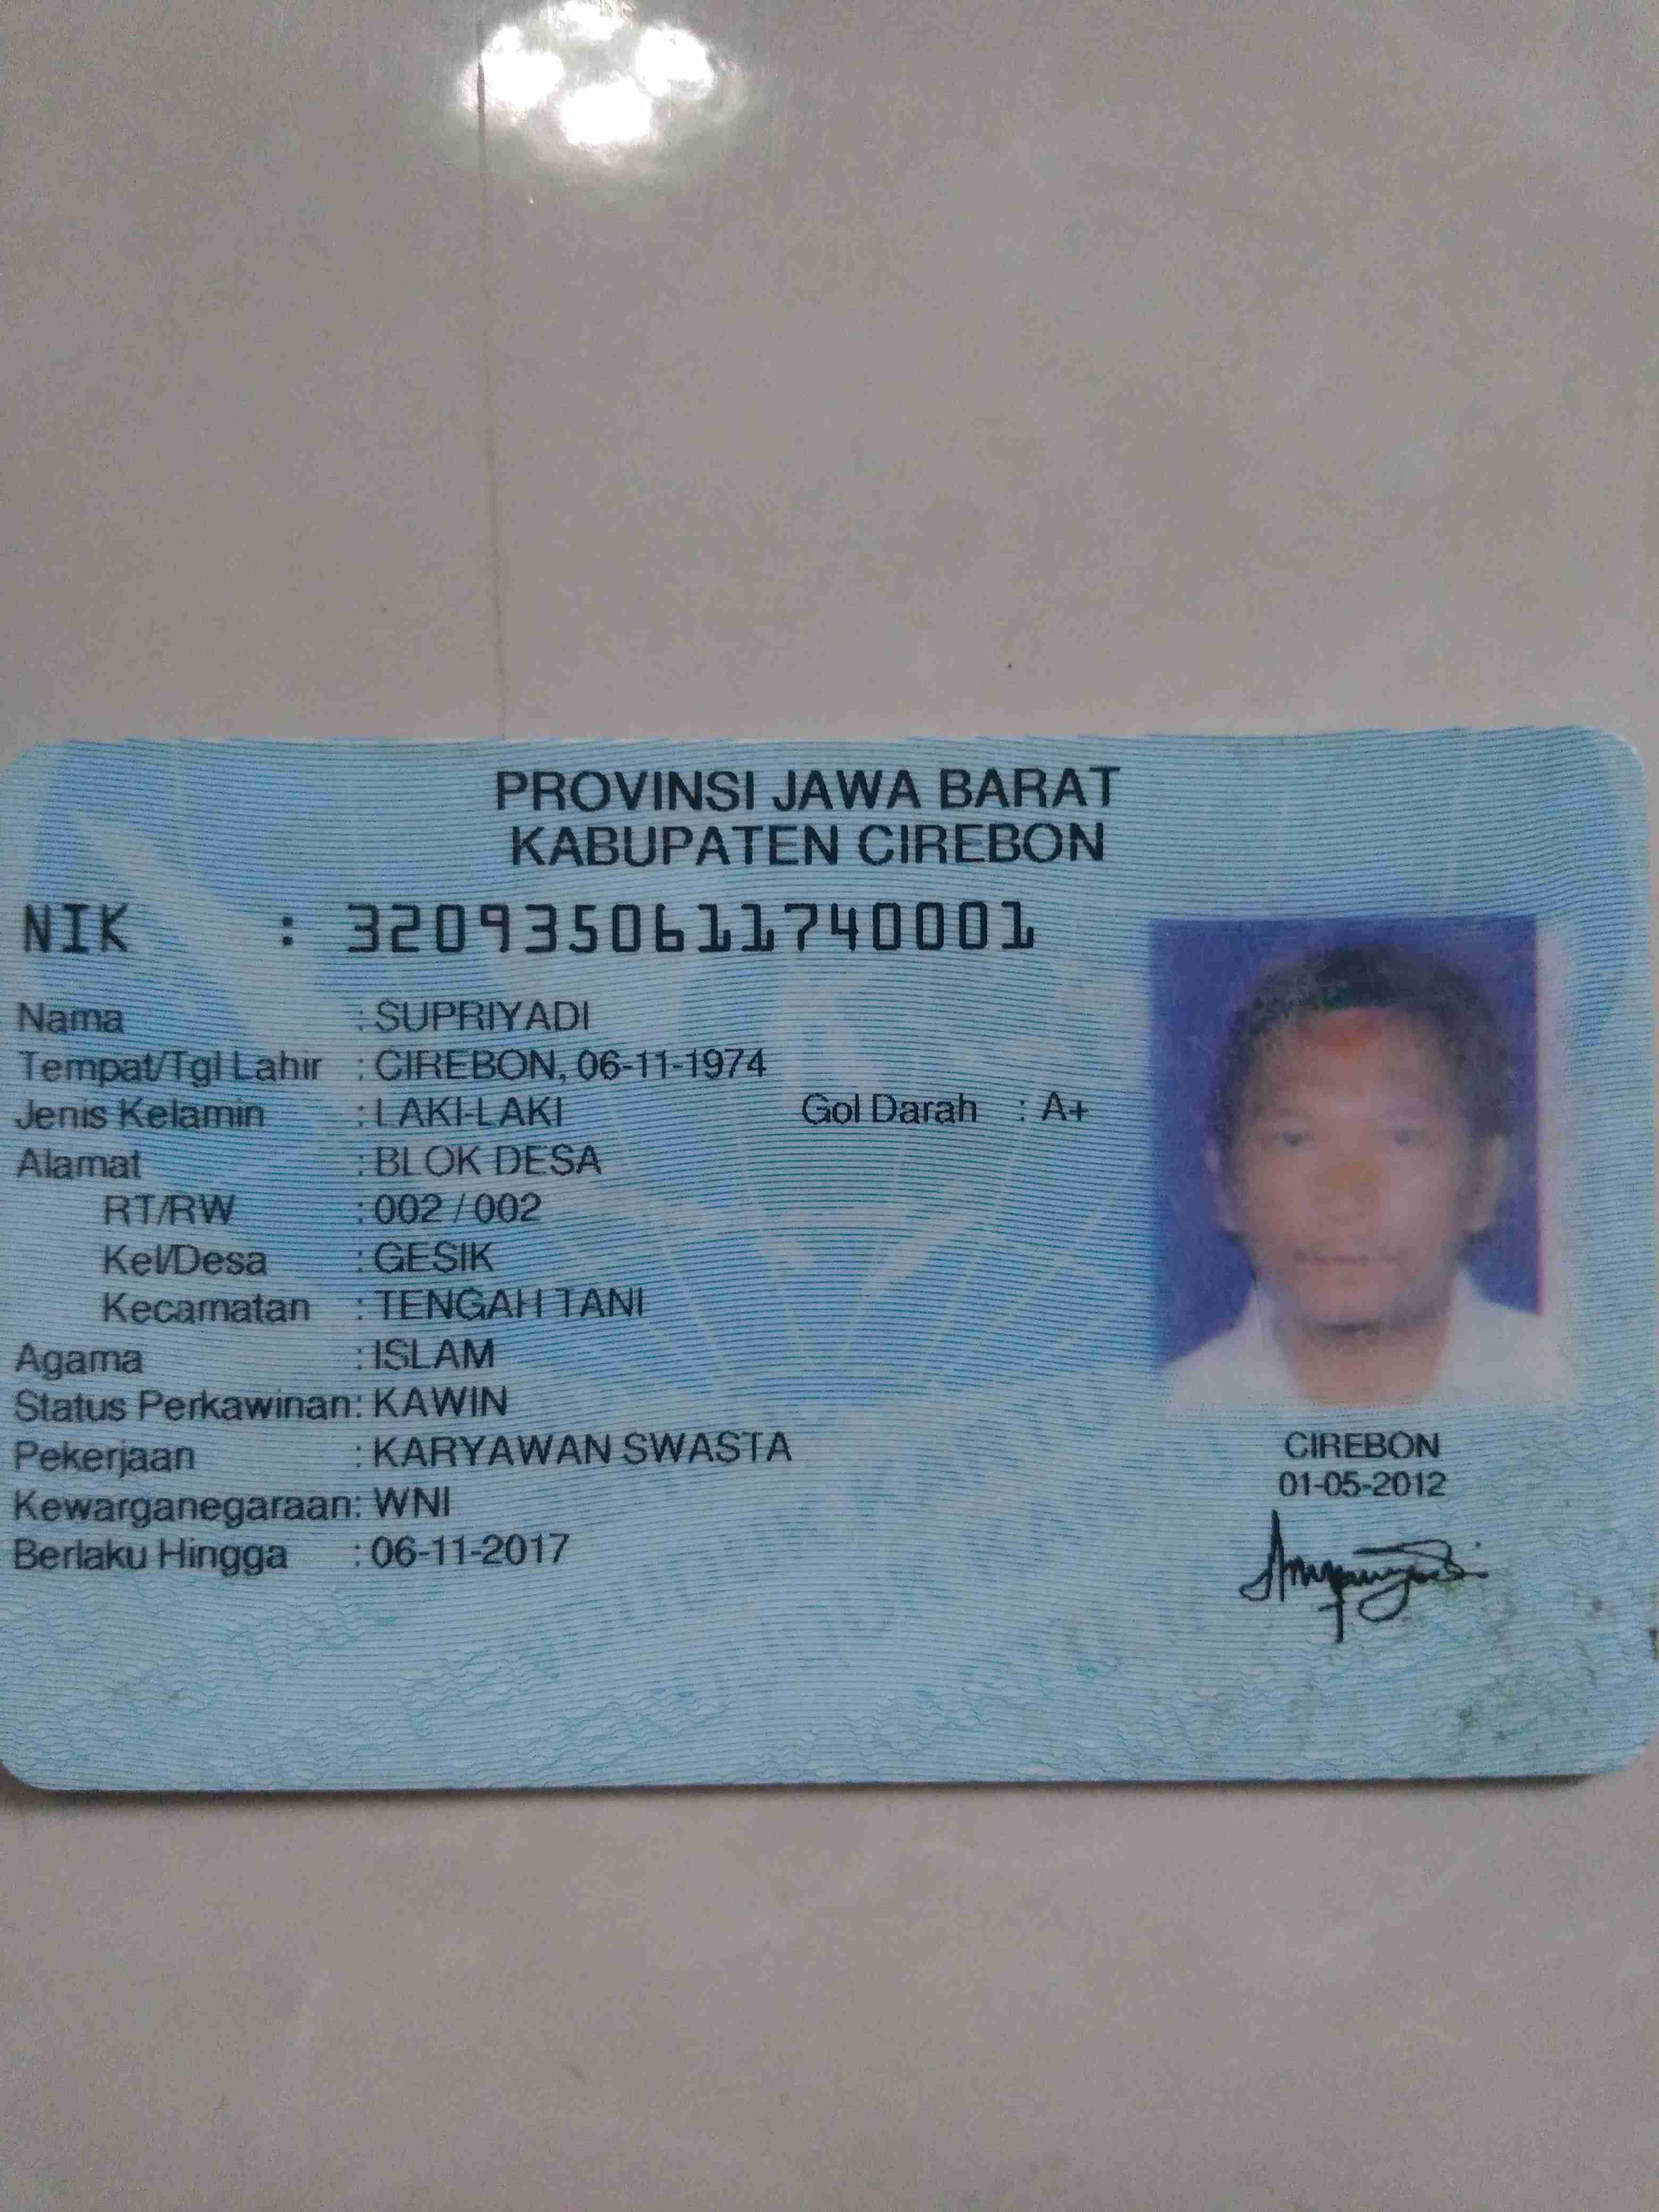 PROVINSI JAWA BARAT
KABUPATEN CIREBON
NIK : 3209350611740001
Nama : SUPRIYADI
Tempat/Tgl Lahir : CIREBON, 06-11-1974
Jenis Kelamin : LAKI-LAKI Gol Darah : A+
Alamat : BLOK DESA
RT/RW : 002 / 002
Kel/Desa : GESIK
Kecamatan : TENGAH TANI
Agama : ISLAM
Status Perkawinan: KAWIN
Pekerjaan : KARYAWAN SWASTA
Kewarganegaraan: WNI
Berlaku Hingga : 06-11-2017
CIREBON
01-05-2012